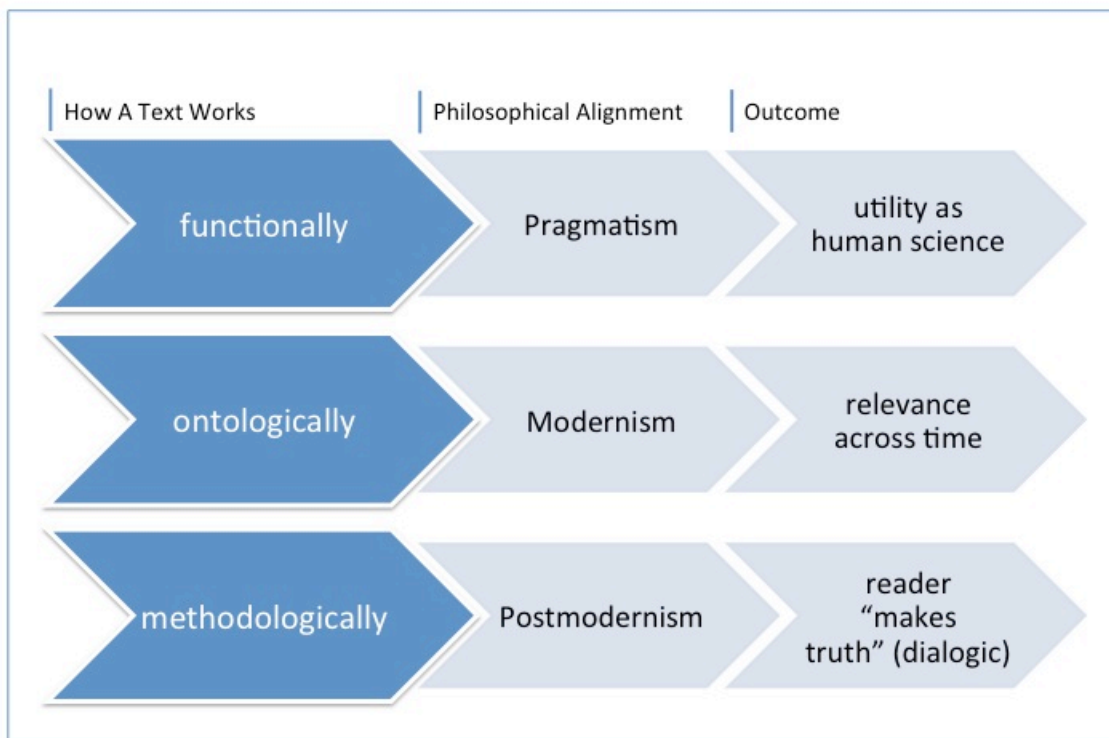 How A Text Works
Philosophical Alignment
Outcome
functionally
Pragmatism
utility as
human science
ontologically
Modernism
relevance
across time
methodologically
Postmodernism
reader
“makes
truth” (dialogic)